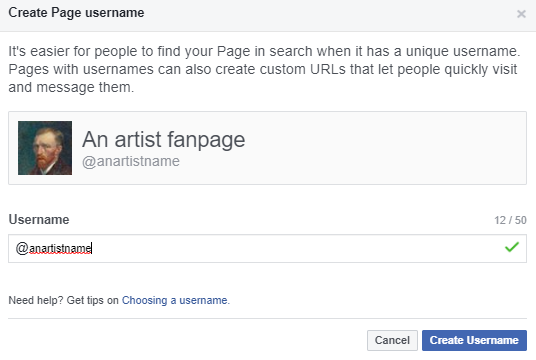 Create Page username
It's easier for people to find your Page in search when it has a unique username.
Pages with usernames can also create custom URLs that let people quickly visit
and message them.
An artist fanpage
@anartistname
Username 12 / 50
@anartistname
Need help? Get tips on Choosing a username.
Cancel Create Username